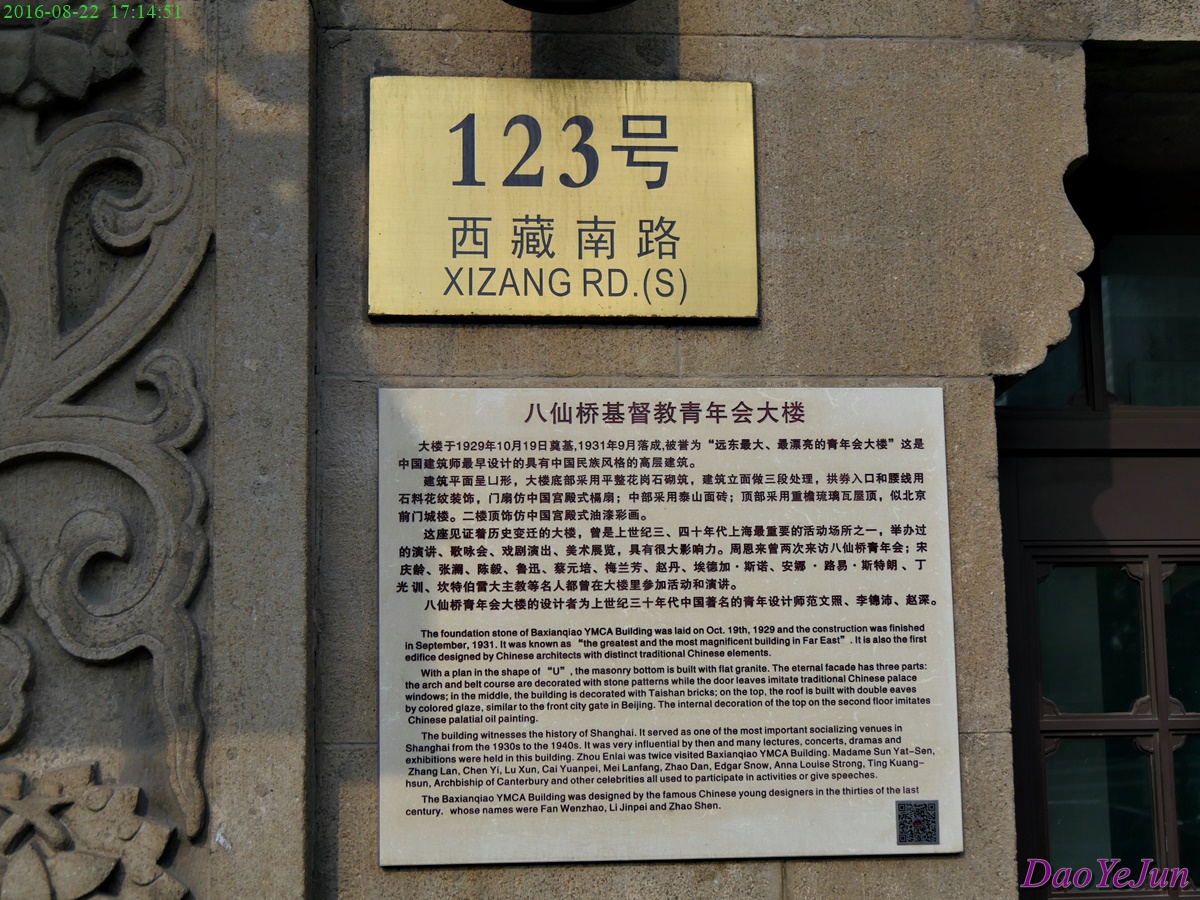 2016-08-22 17:14:51
123号
西藏南路
XIZANG RD.(S)
八仙桥基督教青年会大楼
大楼于1929年10月19日奠基,1931年9月落成,被誉为“远东最大、最漂亮的青年会大楼”这是
中国建筑师最早设计的具有中国民族风格的高层建筑。
建筑平面呈凵形，大楼底部采用平整花岗石砌筑，建筑立面做三段处理，拱券入口和腰线用
石料花纹装饰，门扇仿中国宫殿式槅扇；中部采用泰山面砖；顶部采用重檐琉璃瓦屋顶，似北京
前门城楼。二楼顶饰仿中国宫殿式油漆彩画。
这座见证着历史变迁的大楼，曾是上世纪三、四十年代上海最重要的活动场所之一，举办过
的演讲、歌咏会、戏剧演出、美术展览，具有很大影响力。周恩来曾两次来访八仙桥青年会；宋
庆龄、张澜、陈毅、鲁迅、蔡元培、梅兰芳、赵丹、埃德加·斯诺、安娜·路易·斯特朗、丁
光训、坎特伯雷大主教等名人都曾在大楼里参加活动和演讲。
八仙桥青年会大楼的设计者为上世纪三十年代中国著名的青年设计师范文照、李锦沛、赵深。
The foundation stone of Baxianqiao YMCA Building was laid on Oct. 19th, 1929 and the construction was finished
in September, 1931. It was known as “the greatest and the most magnificent building in Far East”. It is also the first
edifice designed by Chinese architects with distinct traditional Chinese elements.
With a plan in the shape of “U”, the masonry bottom is built with flat granite. The eternal facade has three parts:
the arch and belt course are decorated with stone patterns while the door leaves imitate traditional Chinese palace
windows; in the middle, the building is decorated with Taishan bricks; on the top, the roof is built with double eaves
by colored glaze, similar to the front city gate in Beijing. The internal decoration of the top on the second floor imitates
Chinese palatial oil painting.
The building witnesses the history of Shanghai. It served as one of the most important socializing venues in
Shanghai from the 1930s to the 1940s. It was very influential by then and many lectures, concerts, dramas and
exhibitions were held in this building. Zhou Enlai was twice visited Baxianqiao YMCA Building. Madame Sun Yat-Sen,
Zhang Lan, Chen Yi, Lu Xun, Cai Yuanpei, Mei Lanfang, Zhao Dan, Edgar Snow, Anna Louise Strong, Ting Kuang-
hsun, Archbiship of Canterbury and other celebrities all used to participate in activities or give speeches.
The Baxianqiao YMCA Building was designed by the famous Chinese young designers in the thirties of the last
century. whose names were Fan Wenzhao, Li Jinpei and Zhao Shen.
DaoYeJun